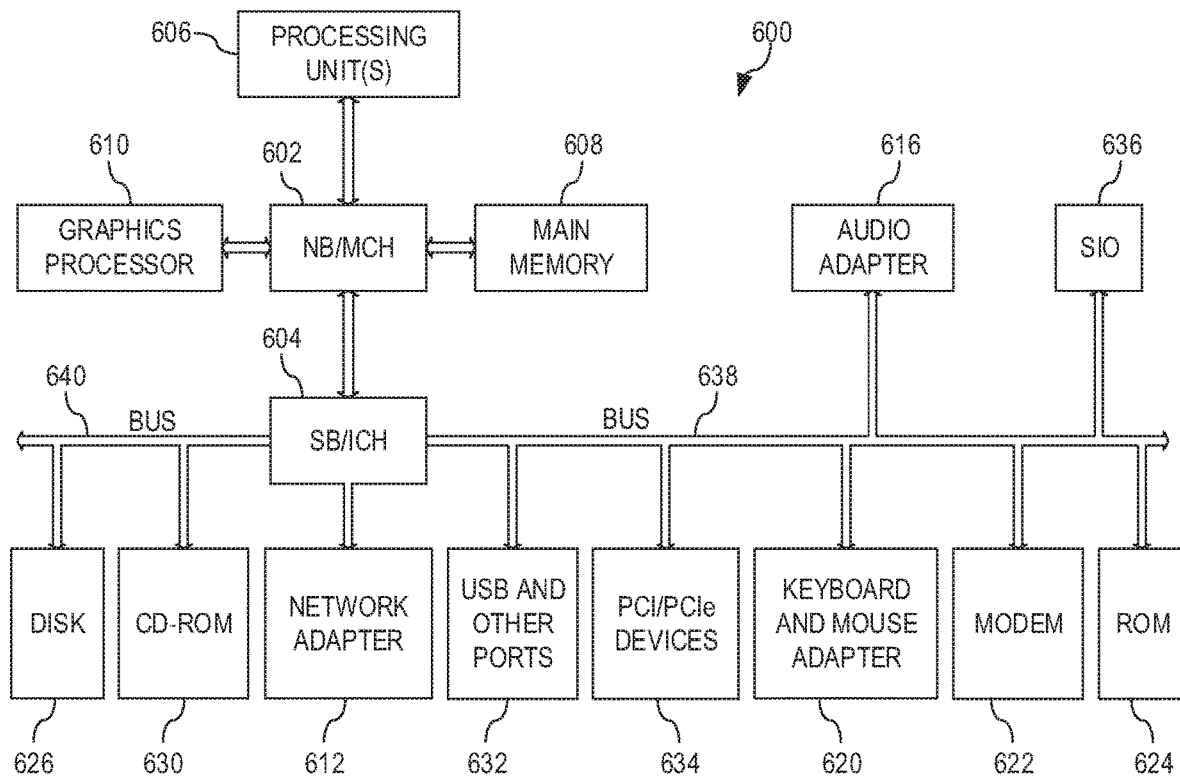 606
PROCESSING
UNIT(S)
600
610
602
608
616
636
GRAPHICS
PROCESSOR
NB/MCH
MAIN
MEMORY
AUDIO
ADAPTER
SIO
604
640
638
BUS
SB/ICH
BUS
DISK
CD-ROM
NETWORK
ADAPTER
USB AND
OTHER
PORTS
PCI/PCIe
DEVICES
KEYBOARD
AND MOUSE
ADAPTER
MODEM
ROM
626
630
612
632
634
620
622
624